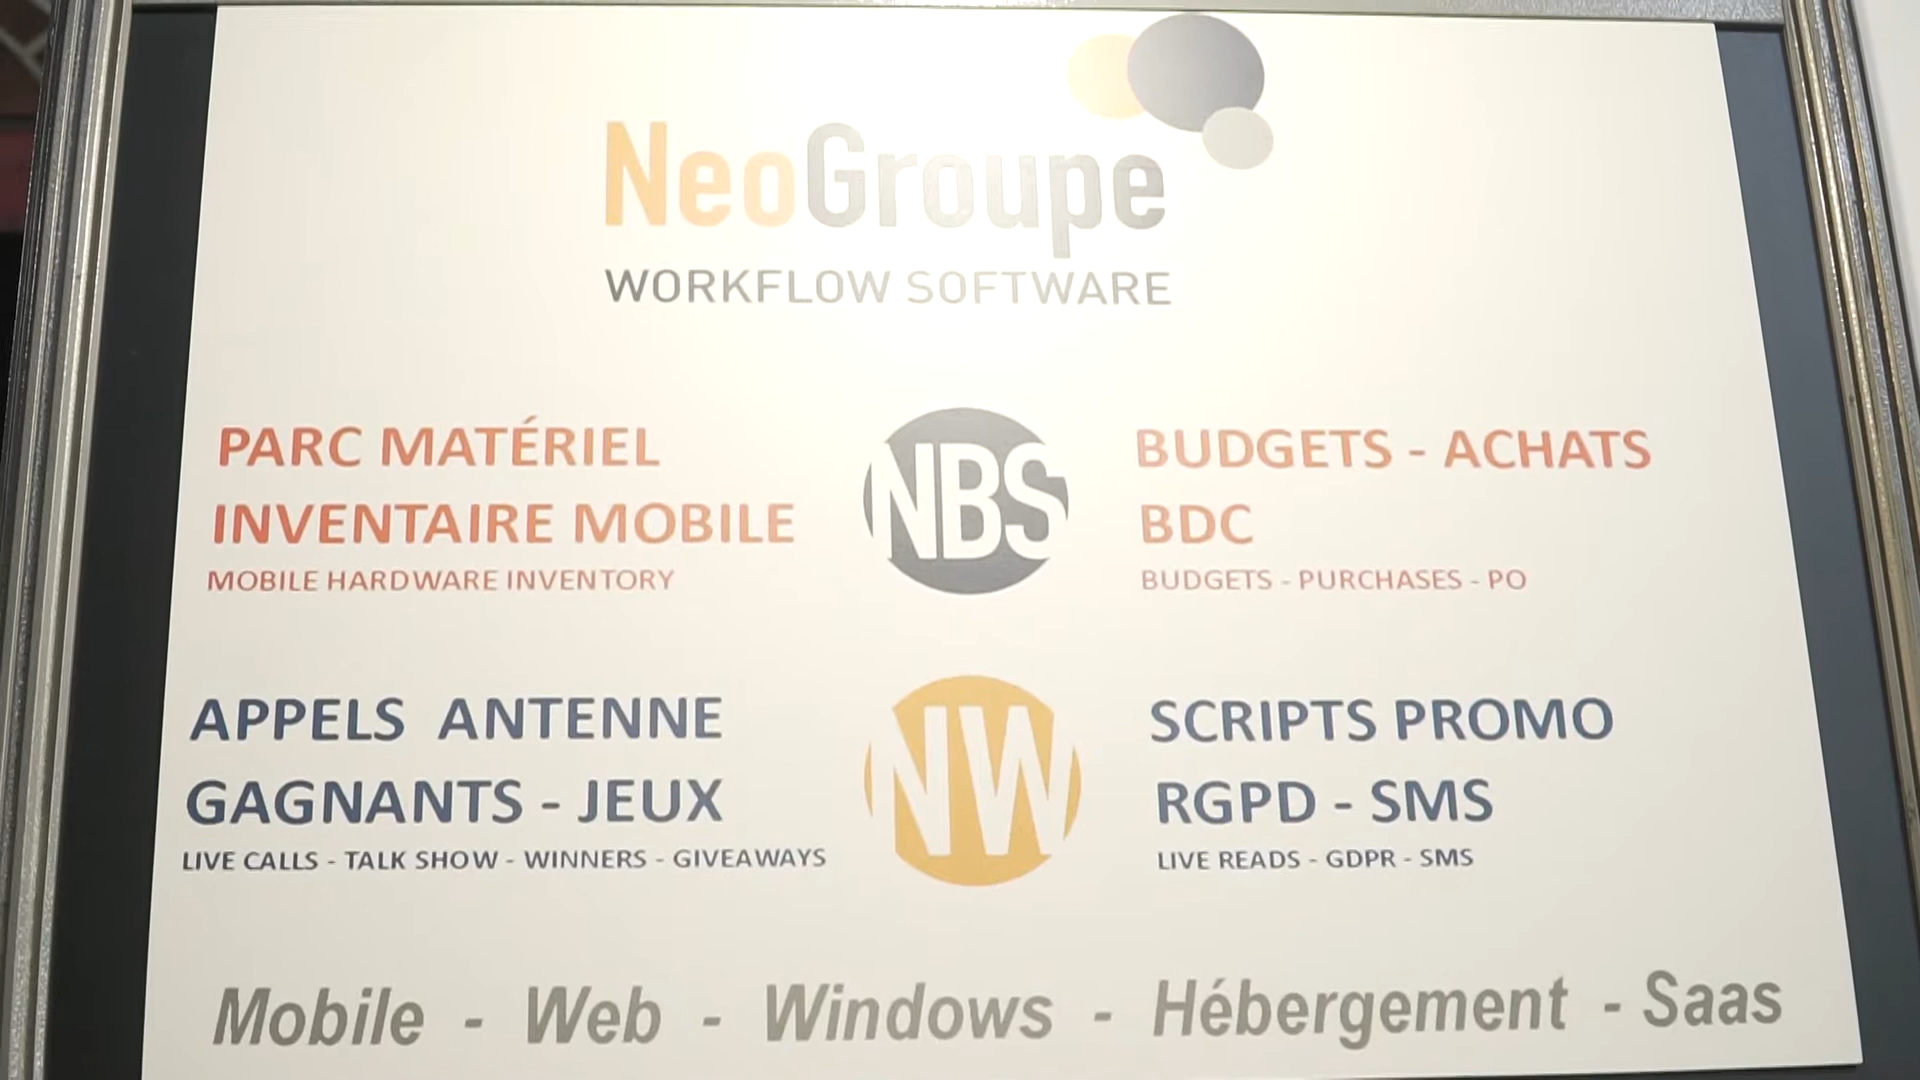 NeoGroupe
WORKFLOW SOFTWARE
PARC MATÉRIEL
INVENTAIRE MOBILE
MOBILE HARDWARE INVENTORY
NBS
BUDGETS - ACHATS
BDC
BUDGETS - PURCHASES - PO
APPELS ANTENNE
GAGNANTS - JEUX
LIVE CALLS - TALK SHOW - WINNERS - GIVEAWAYS
NW
SCRIPTS PROMO
RGPD - SMS
LIVE READS - GDPR - SMS
Mobile - Web - Windows - Hébergement - Saas